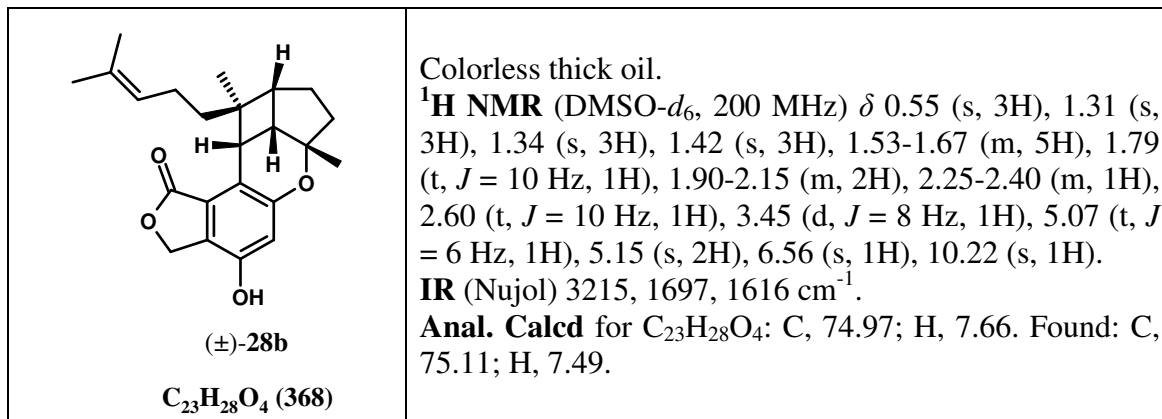 H
H
H
O
O
O
OH
(±)-28b
C₂₃H₂₈O₄ (368)
Colorless thick oil.
¹H NMR (DMSO-d₆, 200 MHz) δ 0.55 (s, 3H), 1.31 (s,
3H), 1.34 (s, 3H), 1.42 (s, 3H), 1.53-1.67 (m, 5H), 1.79
(t, J = 10 Hz, 1H), 1.90-2.15 (m, 2H), 2.25-2.40 (m, 1H),
2.60 (t, J = 10 Hz, 1H), 3.45 (d, J = 8 Hz, 1H), 5.07 (t, J
= 6 Hz, 1H), 5.15 (s, 2H), 6.56 (s, 1H), 10.22 (s, 1H).
IR (Nujol) 3215, 1697, 1616 cm⁻¹.
Anal. Calcd for C₂₃H₂₈O₄: C, 74.97; H, 7.66. Found: C,
75.11; H, 7.49.